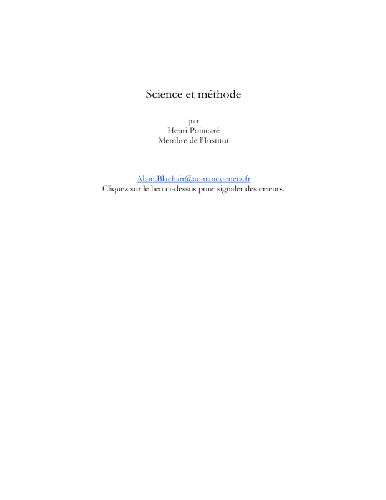 Science et méthode
par
Henri Poincaré
Membre de l'Institut
Alain.Blachair@ac-nancy-metz.fr
Cliquez sur le lien ci-dessus pour signaler des erreurs.